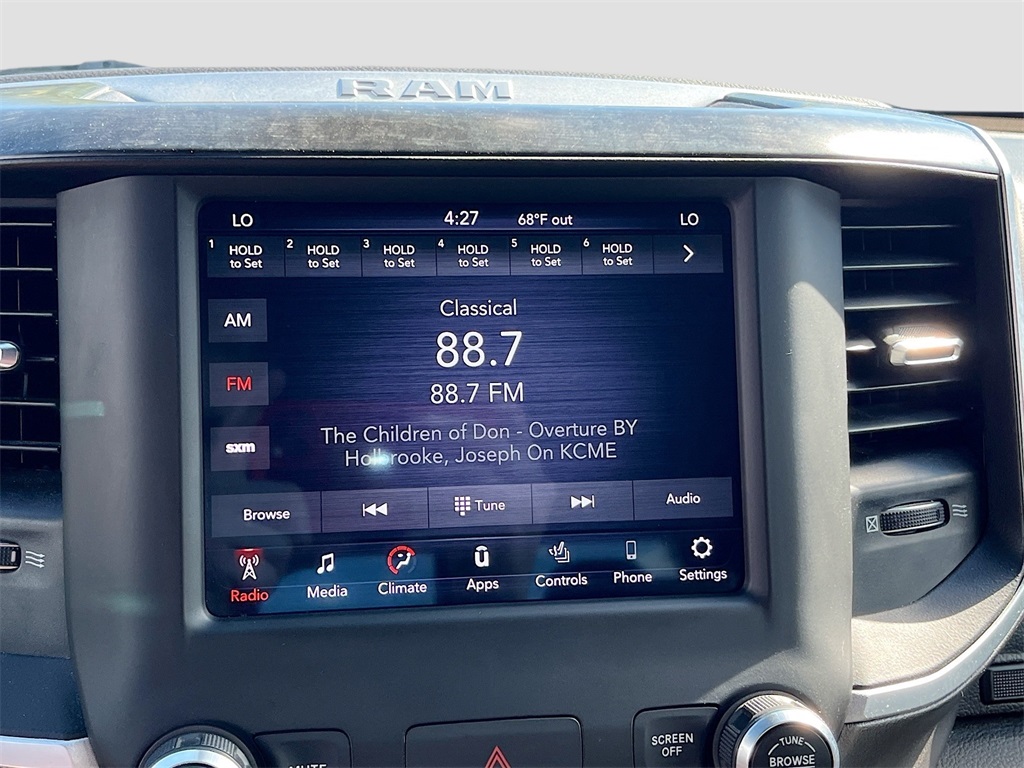 RAM
LO 4:27 68°F out LO
1 HOLD to Set 2 HOLD to Set 3 HOLD to Set 4 HOLD to Set 5 HOLD to Set 6 HOLD to Set
AM
FM
sxm
Classical
88.7
88.7 FM
The Children of Don - Overture BY
Holbrooke, Joseph On KCME
Browse Tune Audio
Radio Media Climate Apps Controls Phone Settings
MUTE
SCREEN
OFF
TUNE
BROWSE